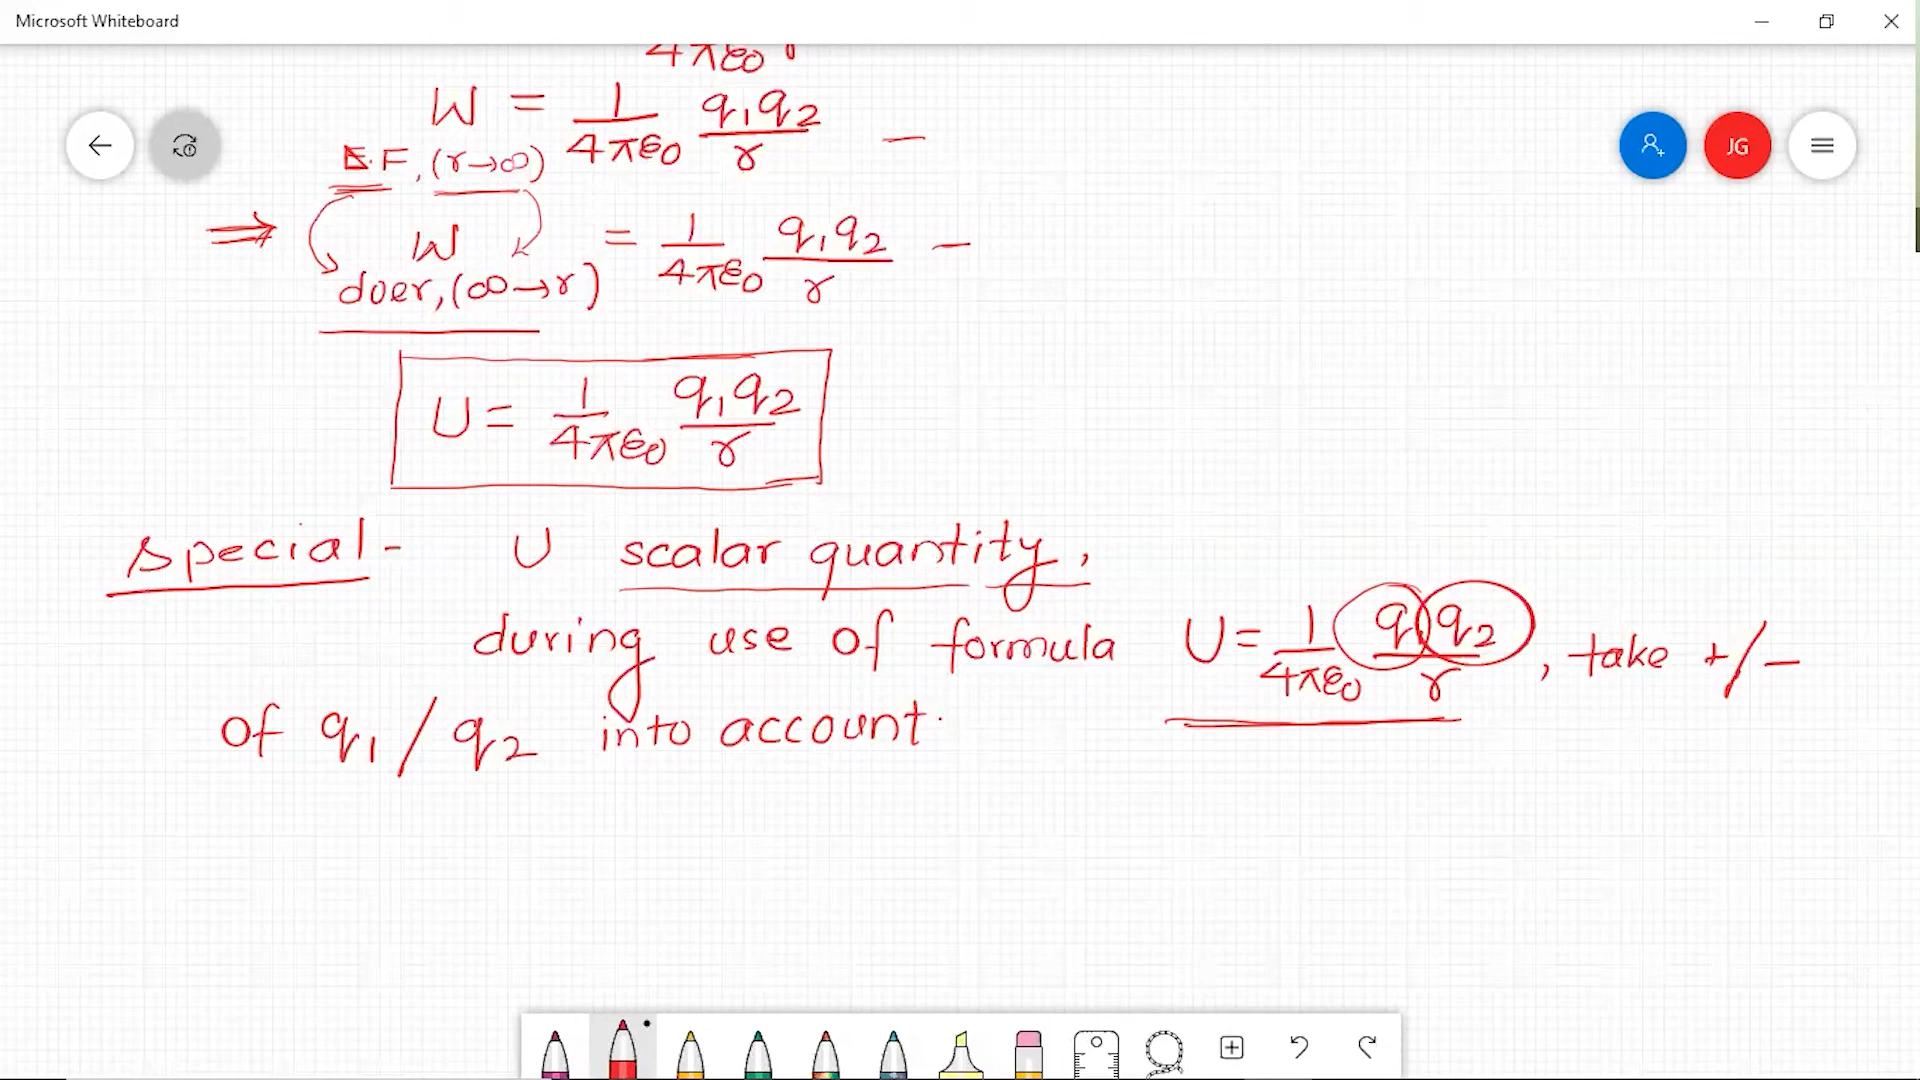 Microsoft Whiteboard
4πε₀ r
W = 1/4πε₀ q₁q₂/r –
E.F, (r→∞)
JG
⇒ W = 1/4πε₀ q₁q₂/r –
doer, (∞→r)
U = 1/4πε₀ q₁q₂/r
special - U scalar quantity,
during use of formula U = 1/4πε₀ q₁q₂/r , take +/-
of q₁/q₂ into account.